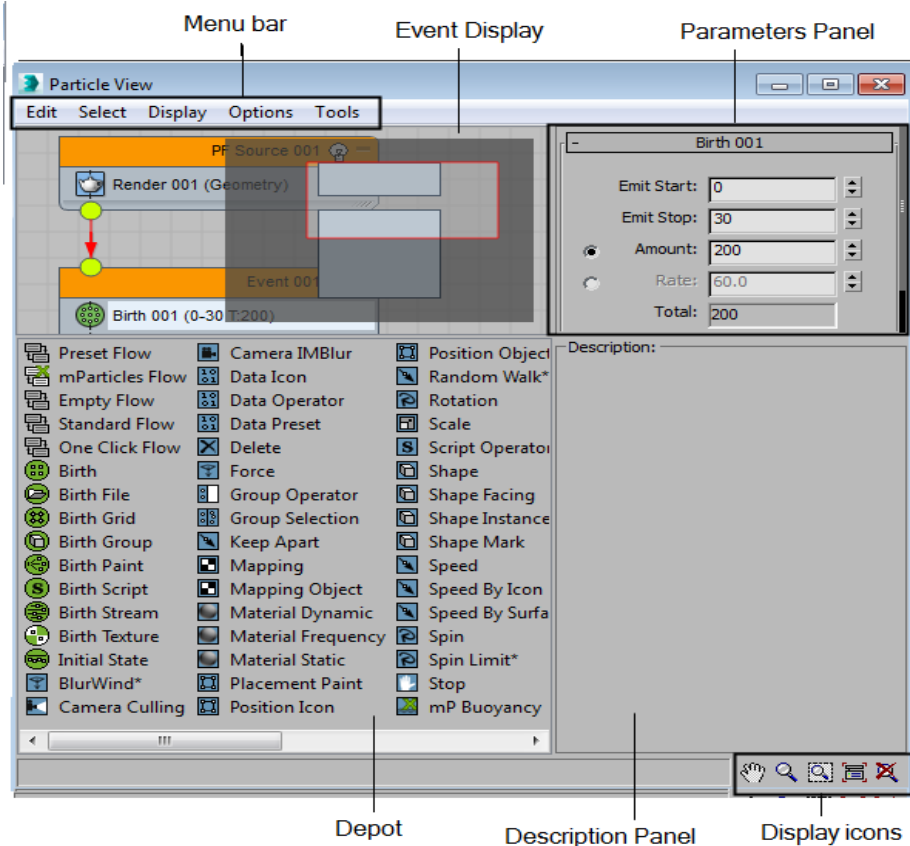 Menu bar
Event Display
Parameters Panel
Particle View
Edit Select Display Options Tools
PF Source 001
Render 001 (Geometry)
Event 001
Birth 001 (0-30 T:200)
- Birth 001
Emit Start: 0
Emit Stop: 30
Amount: 200
Rate: 60.0
Total: 200
Preset Flow
mParticles Flow
Empty Flow
Standard Flow
One Click Flow
Birth
Birth File
Birth Grid
Birth Group
Birth Paint
Birth Script
Birth Stream
Birth Texture
Initial State
BlurWind*
Camera Culling
Camera IMBlur
Data Icon
Data Operator
Data Preset
Delete
Force
Group Operator
Group Selection
Keep Apart
Mapping
Mapping Object
Material Dynamic
Material Frequency
Material Static
Placement Paint
Position Icon
Position Object
Random Walk*
Rotation
Scale
Script Operator
Shape
Shape Facing
Shape Instance
Shape Mark
Speed
Speed By Icon
Speed By Surfa
Spin
Spin Limit*
Stop
mP Buoyancy
Description:
Depot
Description Panel
Display icons